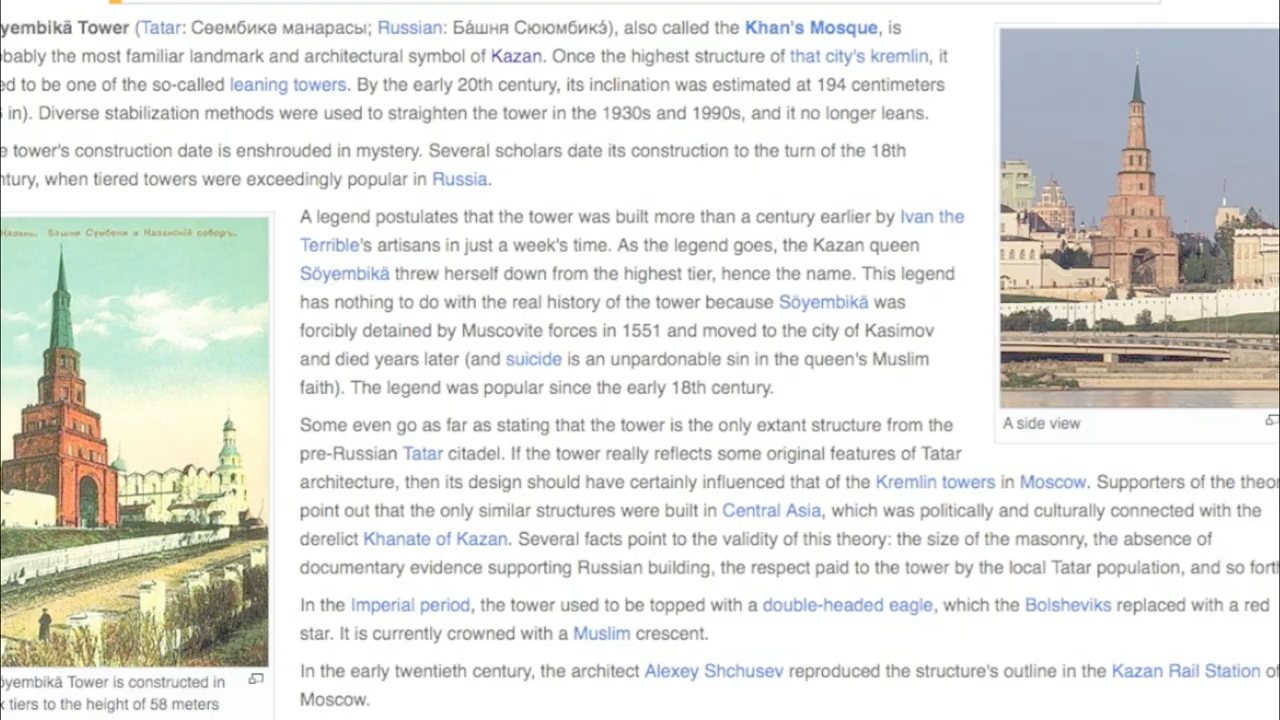 yembikä Tower (Tatar: Сөембикә манарасы; Russian: Ба́шня Сююмбикэ́), also called the Khan's Mosque, is
bably the most familiar landmark and architectural symbol of Kazan. Once the highest structure of that city's kremlin, it
ed to be one of the so-called leaning towers. By the early 20th century, its inclination was estimated at 194 centimeters
in). Diverse stabilization methods were used to straighten the tower in the 1930s and 1990s, and it no longer leans.
e tower's construction date is enshrouded in mystery. Several scholars date its construction to the turn of the 18th
ntury, when tiered towers were exceedingly popular in Russia.
A legend postulates that the tower was built more than a century earlier by Ivan the
Terrible's artisans in just a week's time. As the legend goes, the Kazan queen
Söyembikä threw herself down from the highest tier, hence the name. This legend
has nothing to do with the real history of the tower because Söyembikä was
forcibly detained by Muscovite forces in 1551 and moved to the city of Kasimov
and died years later (and suicide is an unpardonable sin in the queen's Muslim
faith). The legend was popular since the early 18th century.
Some even go as far as stating that the tower is the only extant structure from the
pre-Russian Tatar citadel. If the tower really reflects some original features of Tatar
architecture, then its design should have certainly influenced that of the Kremlin towers in Moscow. Supporters of the theor
point out that the only similar structures were built in Central Asia, which was politically and culturally connected with the
derelict Khanate of Kazan. Several facts point to the validity of this theory: the size of the masonry, the absence of
documentary evidence supporting Russian building, the respect paid to the tower by the local Tatar population, and so fort
In the Imperial period, the tower used to be topped with a double-headed eagle, which the Bolsheviks replaced with a red
star. It is currently crowned with a Muslim crescent.
In the early twentieth century, the architect Alexey Shchusev reproduced the structure's outline in the Kazan Rail Station of
Moscow.
Казань. Башня Сумбеки и Казанскій соборъ.
öyembikä Tower is constructed in
x tiers to the height of 58 meters
A side view